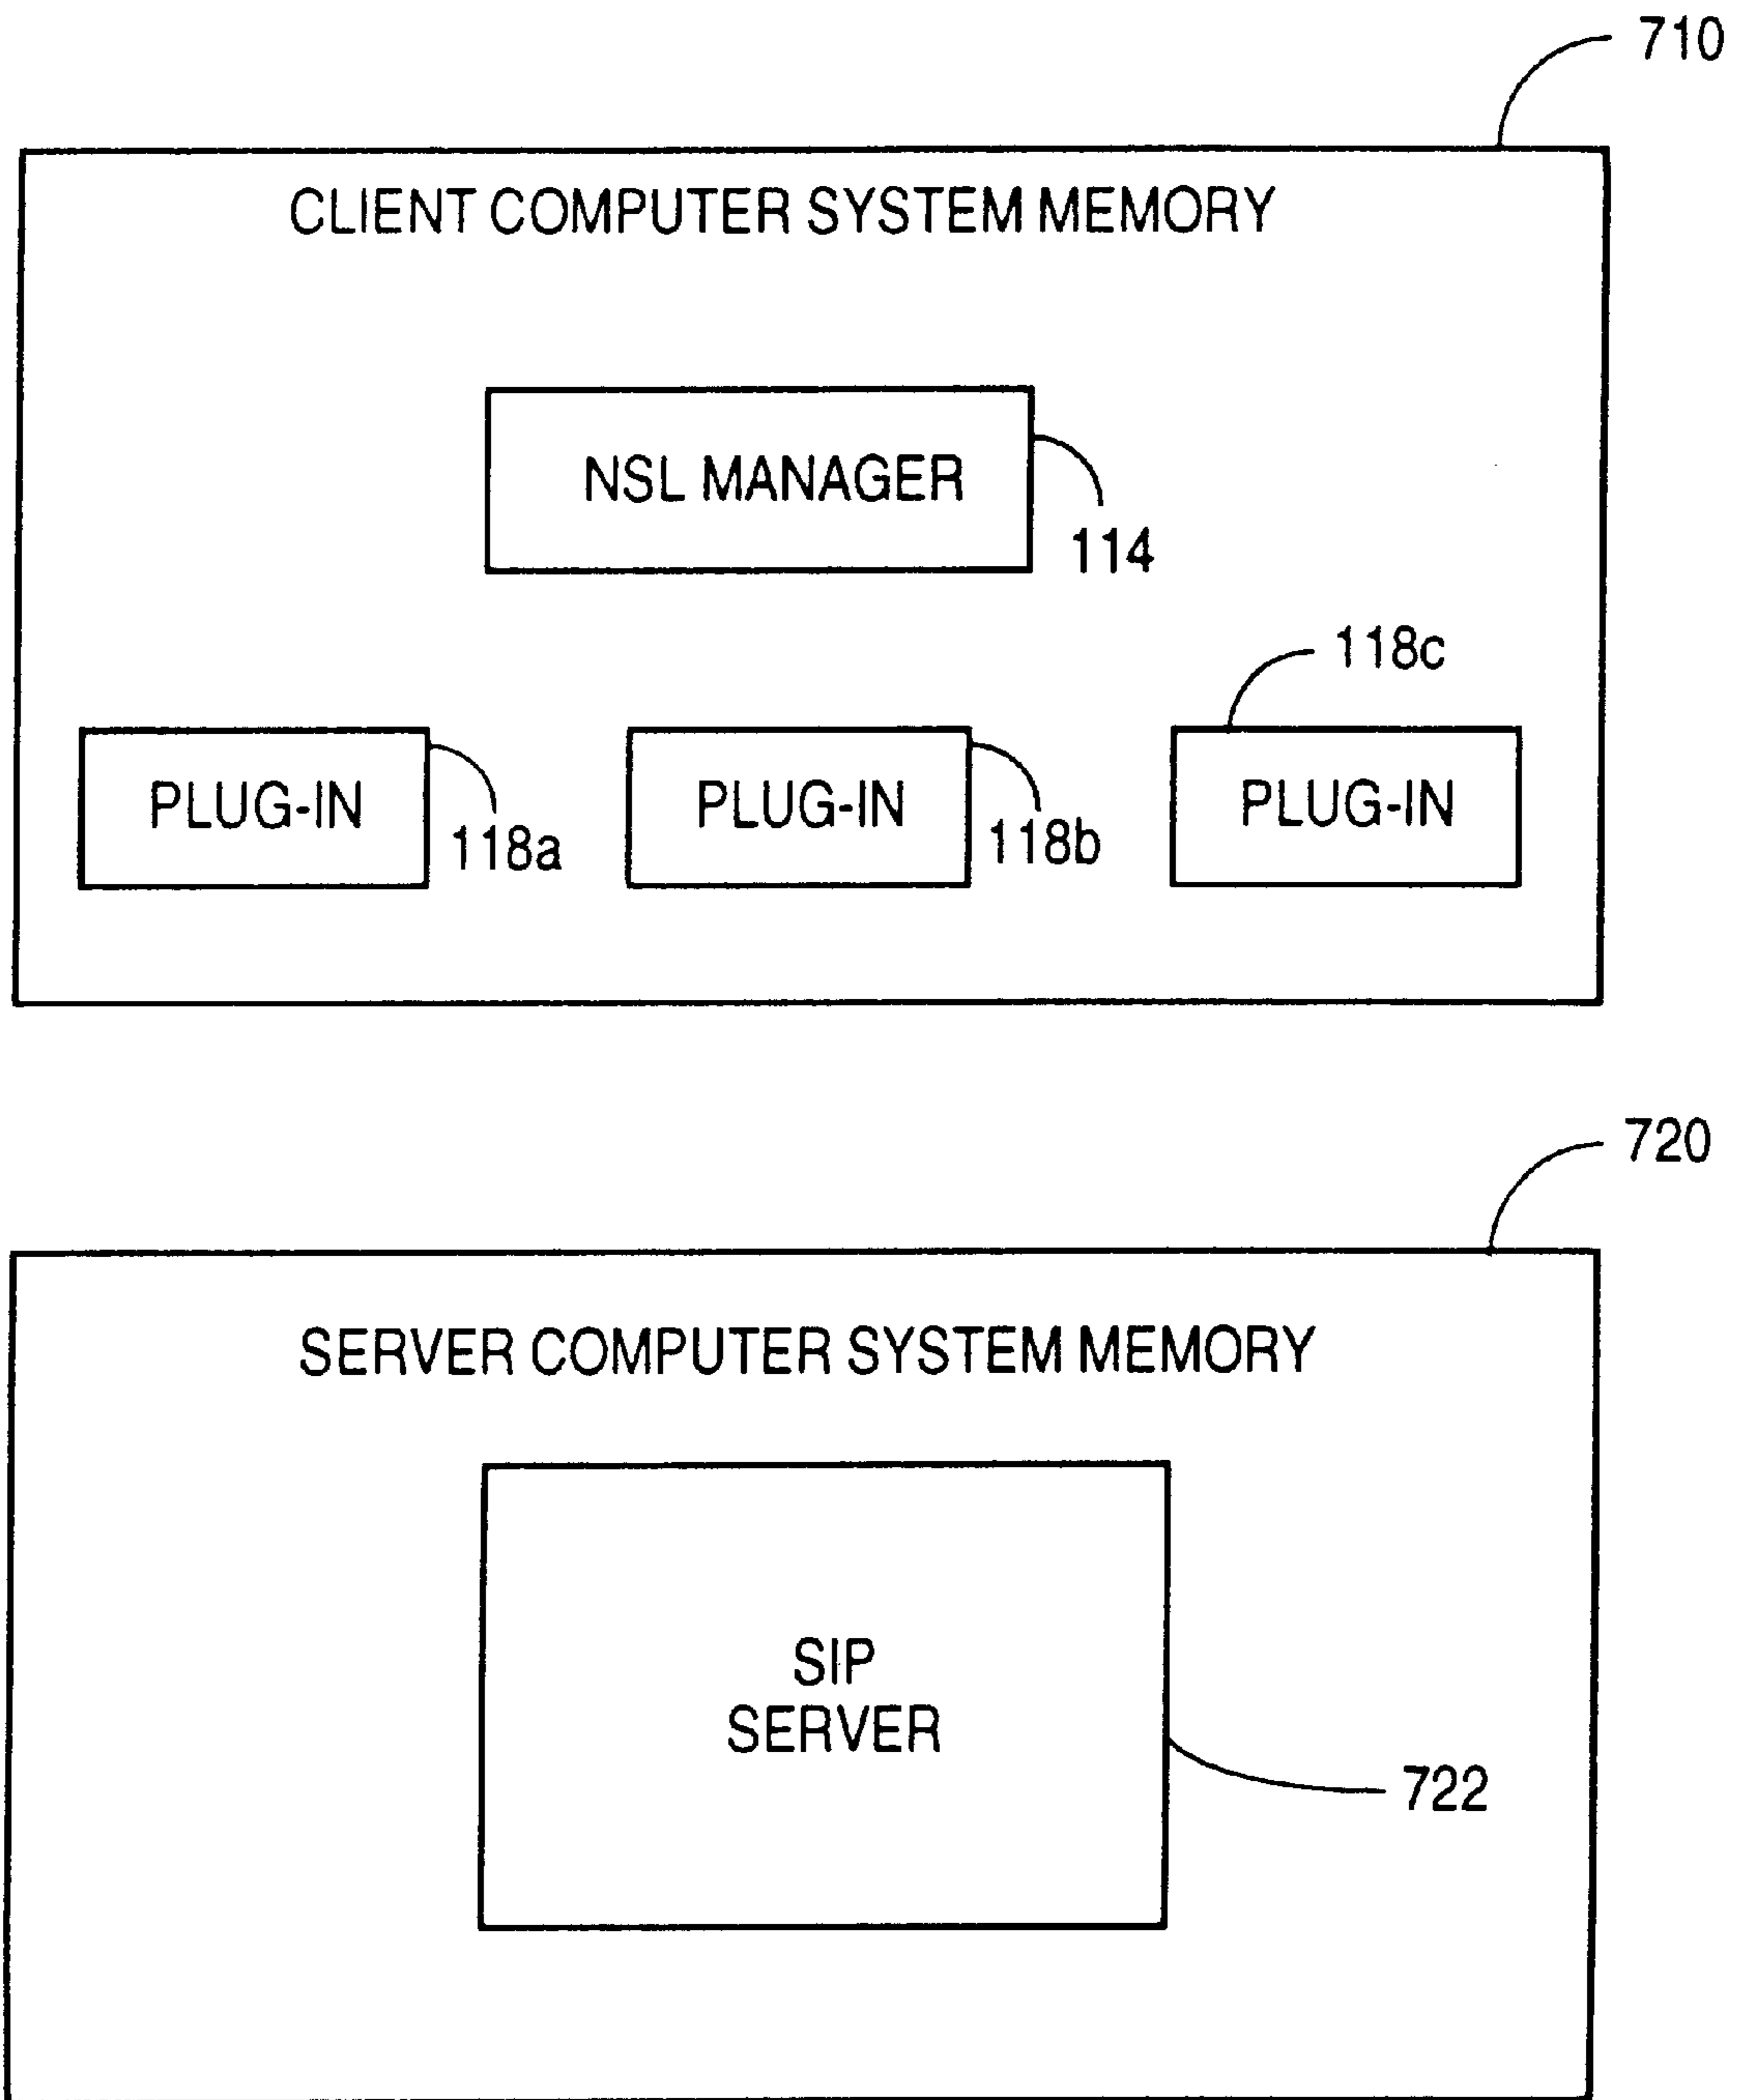 710
CLIENT COMPUTER SYSTEM MEMORY
NSL MANAGER
114
118c
PLUG-IN
118a
PLUG-IN
118b
PLUG-IN
720
SERVER COMPUTER SYSTEM MEMORY
SIP
SERVER
722